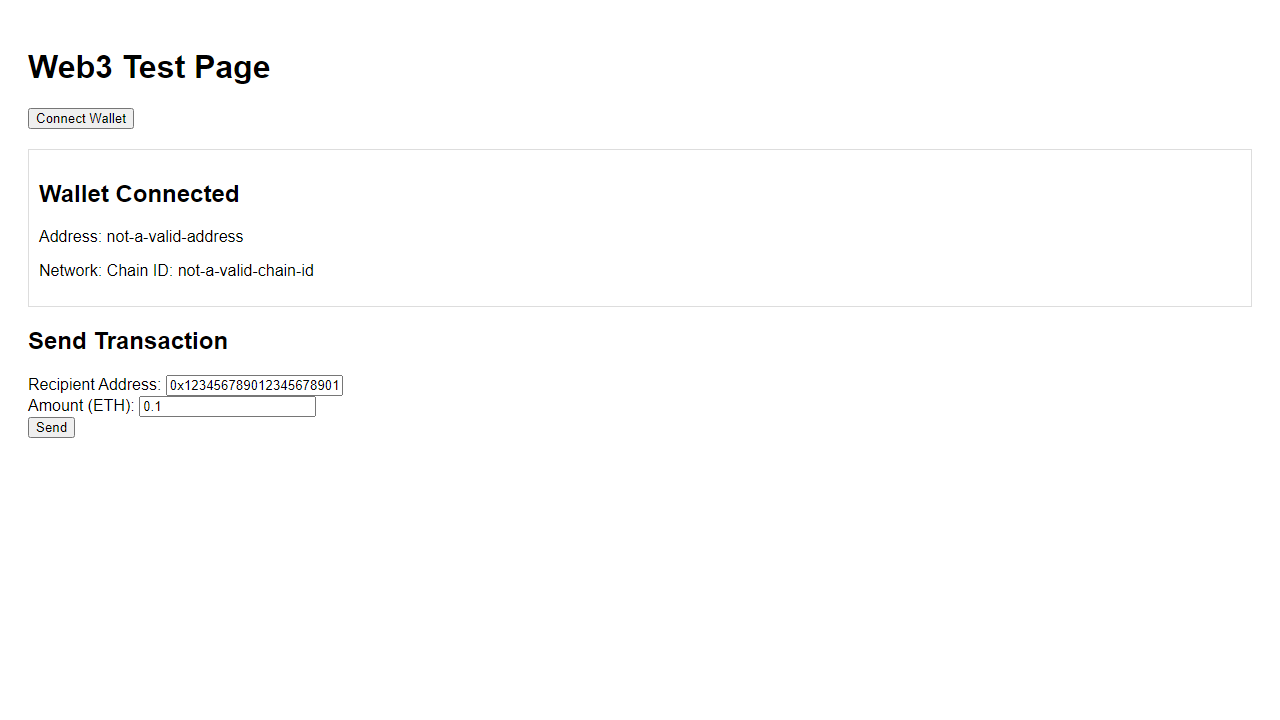 Web3 Test Page
Connect Wallet
Wallet Connected
Address: not-a-valid-address
Network: Chain ID: not-a-valid-chain-id
Send Transaction
Recipient Address: 0x123456789012345678901
Amount (ETH): 0.1
Send